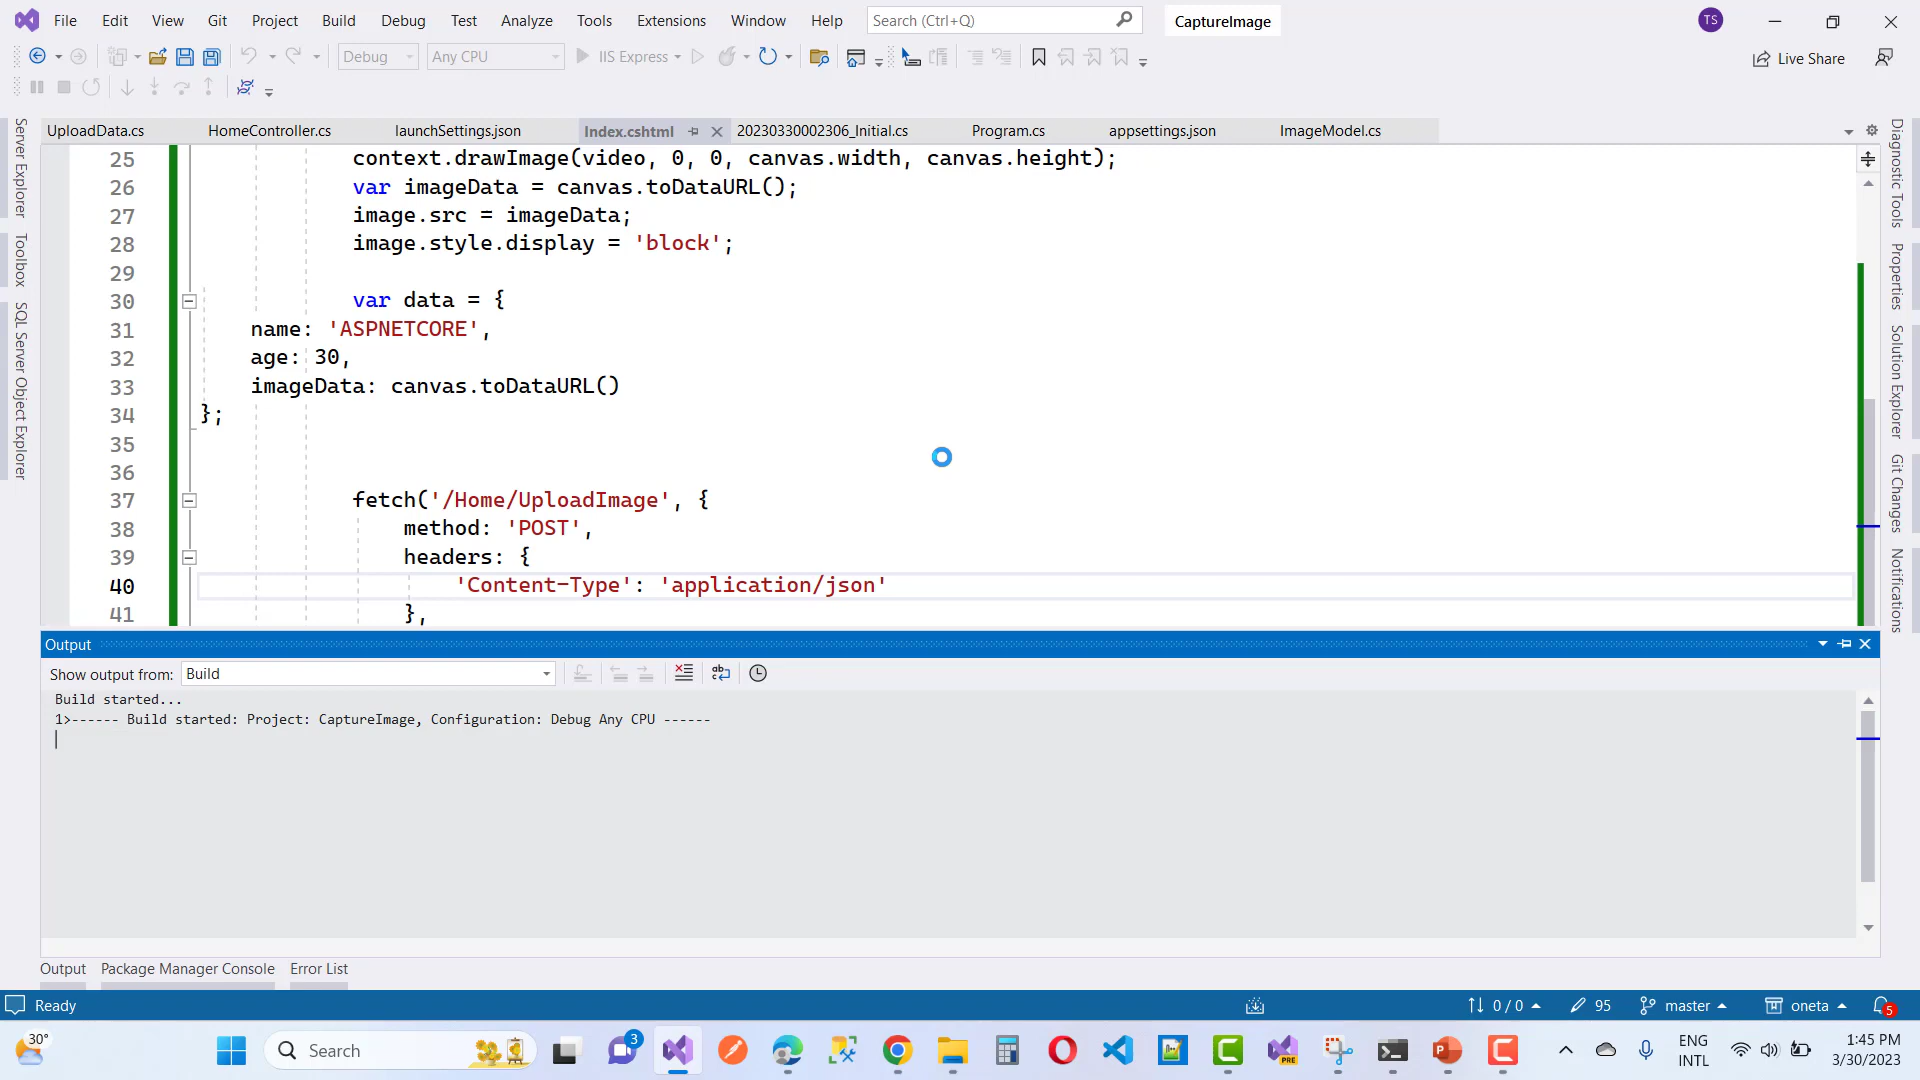 File Edit View Git Project Build Debug Test Analyze Tools Extensions Window Help Search (Ctrl+Q) CaptureImage TS
Debug Any CPU IIS Express Live Share
UploadData.cs HomeController.cs launchSettings.json Index.cshtml 20230330002306_Initial.cs Program.cs appsettings.json ImageModel.cs
Server Explorer
Toolbox
SQL Server Object Explorer
25 context.drawImage(video, 0, 0, canvas.width, canvas.height);
26 var imageData = canvas.toDataURL();
27 image.src = imageData;
28 image.style.display = 'block';
29
30 var data = {
31 name: 'ASPNETCORE',
32 age: 30,
33 imageData: canvas.toDataURL()
34 };
35
36
37 fetch('/Home/UploadImage', {
38 method: 'POST',
39 headers: {
40 'Content-Type': 'application/json'
41 },
Diagnostic Tools
Properties
Solution Explorer
Git Changes
Notifications
Output
Show output from: Build
Build started...
1>------ Build started: Project: CaptureImage, Configuration: Debug Any CPU ------
Output Package Manager Console Error List
Ready 0 / 0 95 master oneta 5
30° Search 3 PRE ENG 1:45 PM
INTL 3/30/2023